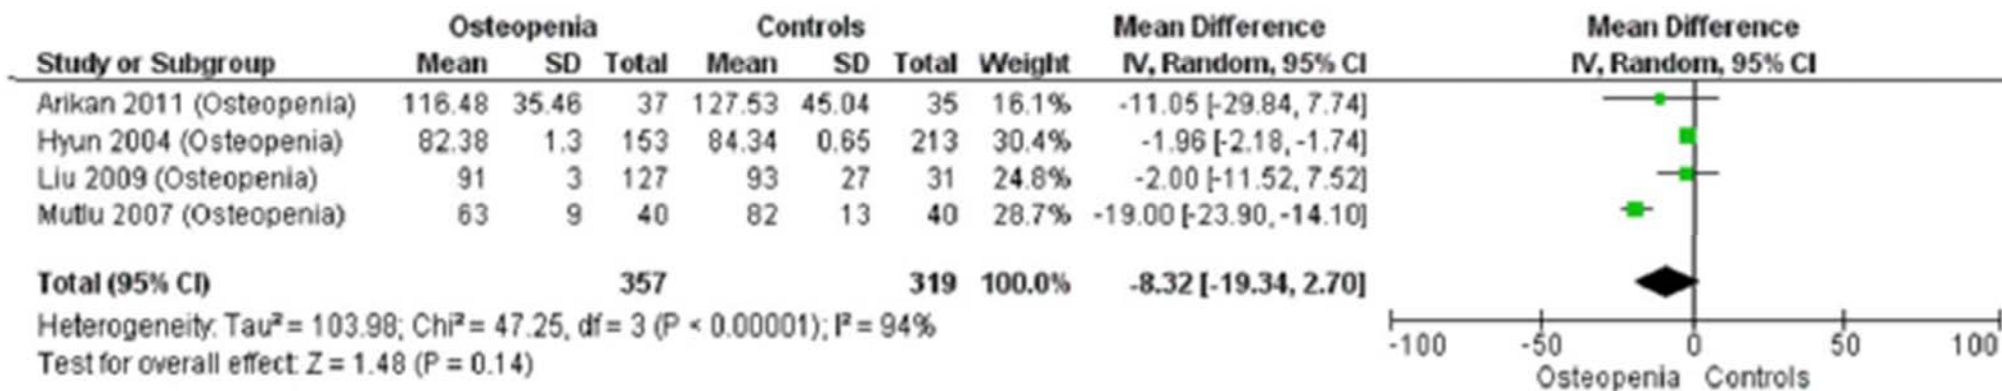 Osteopenia Controls Mean Difference Mean Difference
Study or Subgroup Mean SD Total Mean SD Total Weight IV, Random, 95% CI IV, Random, 95% CI
Arikan 2011 (Osteopenia) 116.48 35.46 37 127.53 45.04 35 16.1% -11.05 [-29.84, 7.74]
Hyun 2004 (Osteopenia) 82.38 1.3 153 84.34 0.65 213 30.4% -1.96 [-2.18, -1.74]
Liu 2009 (Osteopenia) 91 3 127 93 27 31 24.8% -2.00 [-11.52, 7.52]
Mutlu 2007 (Osteopenia) 63 9 40 82 13 40 28.7% -19.00 [-23.90, -14.10]
Total (95% CI) 357 319 100.0% -8.32 [-19.34, 2.70]
Heterogeneity: Tau² = 103.98; Chi² = 47.25, df = 3 (P < 0.00001); I² = 94%
Test for overall effect: Z = 1.48 (P = 0.14)
-100 -50 0 50 100
Osteopenia Controls